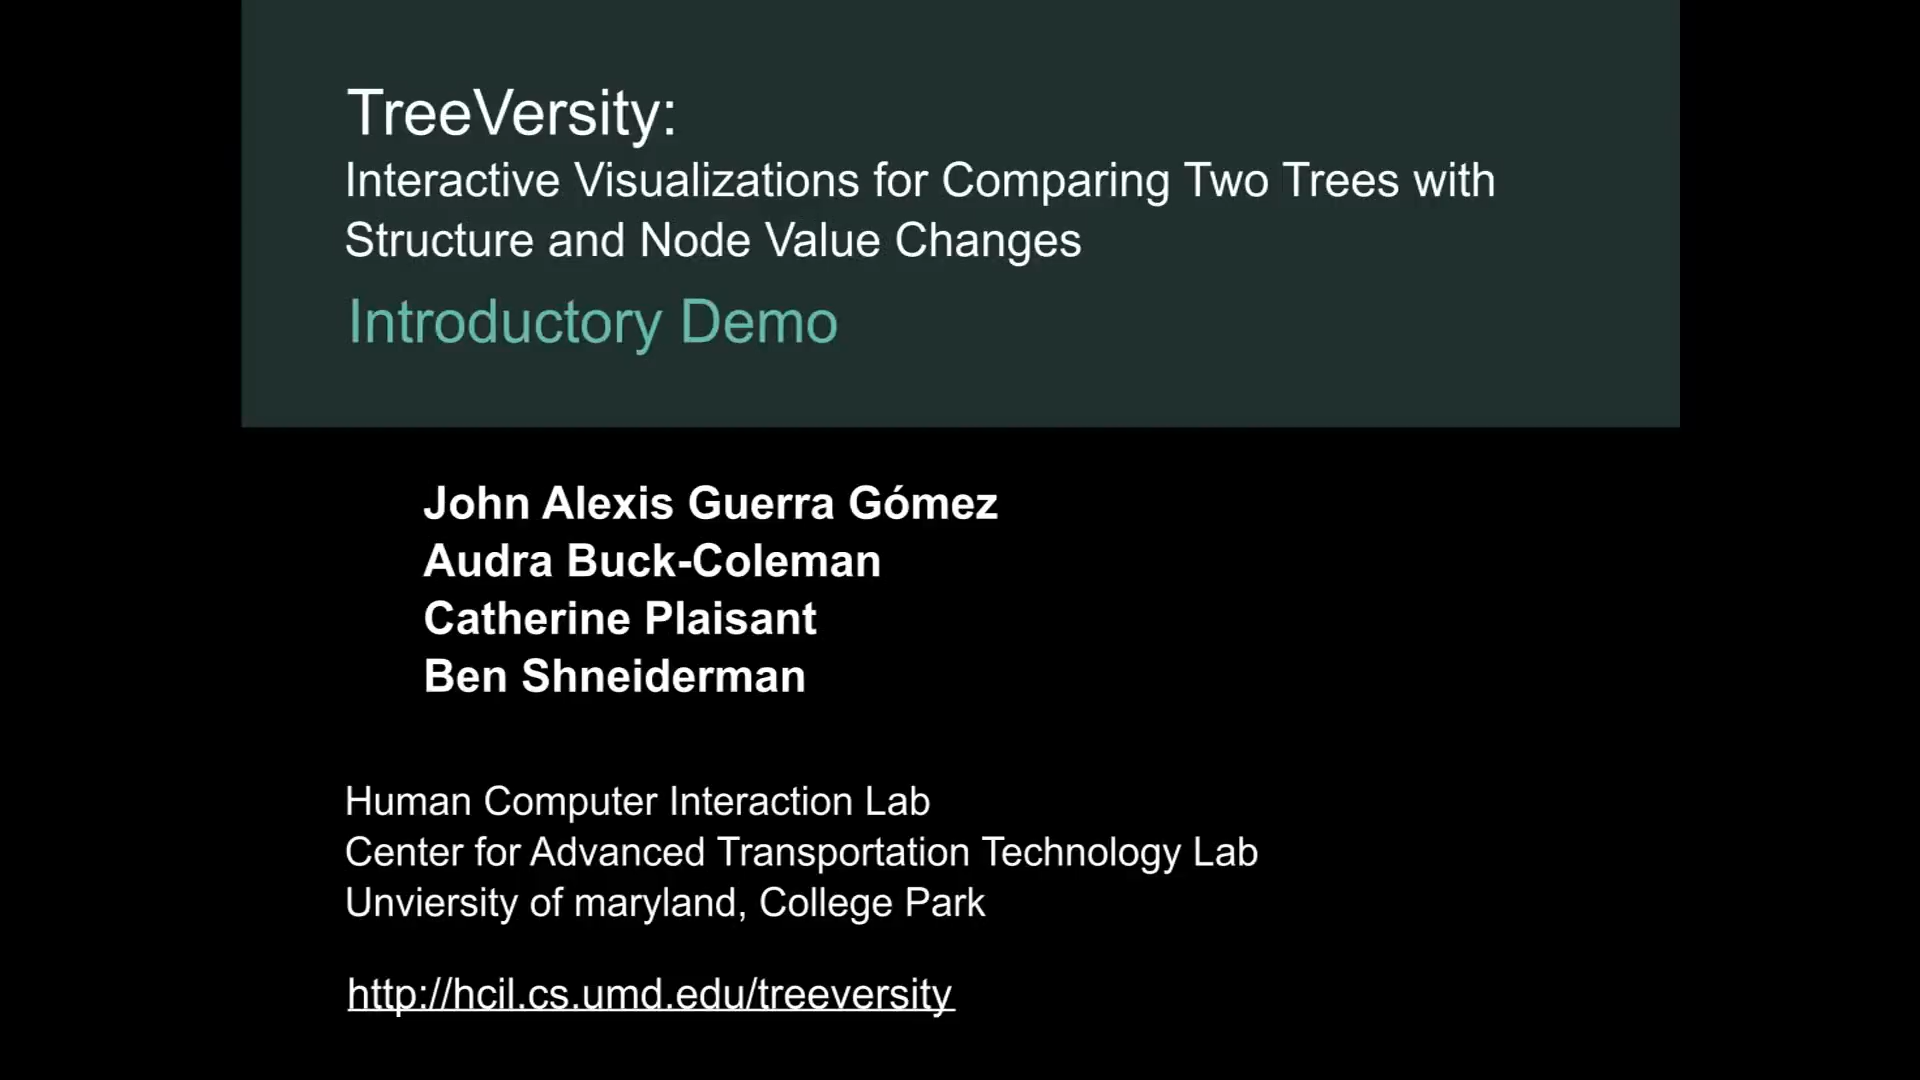 TreeVersity:
Interactive Visualizations for Comparing Two Trees with
Structure and Node Value Changes
Introductory Demo
John Alexis Guerra Gómez
Audra Buck-Coleman
Catherine Plaisant
Ben Shneiderman
Human Computer Interaction Lab
Center for Advanced Transportation Technology Lab
Unviersity of maryland, College Park
http://hcil.cs.umd.edu/treeversity